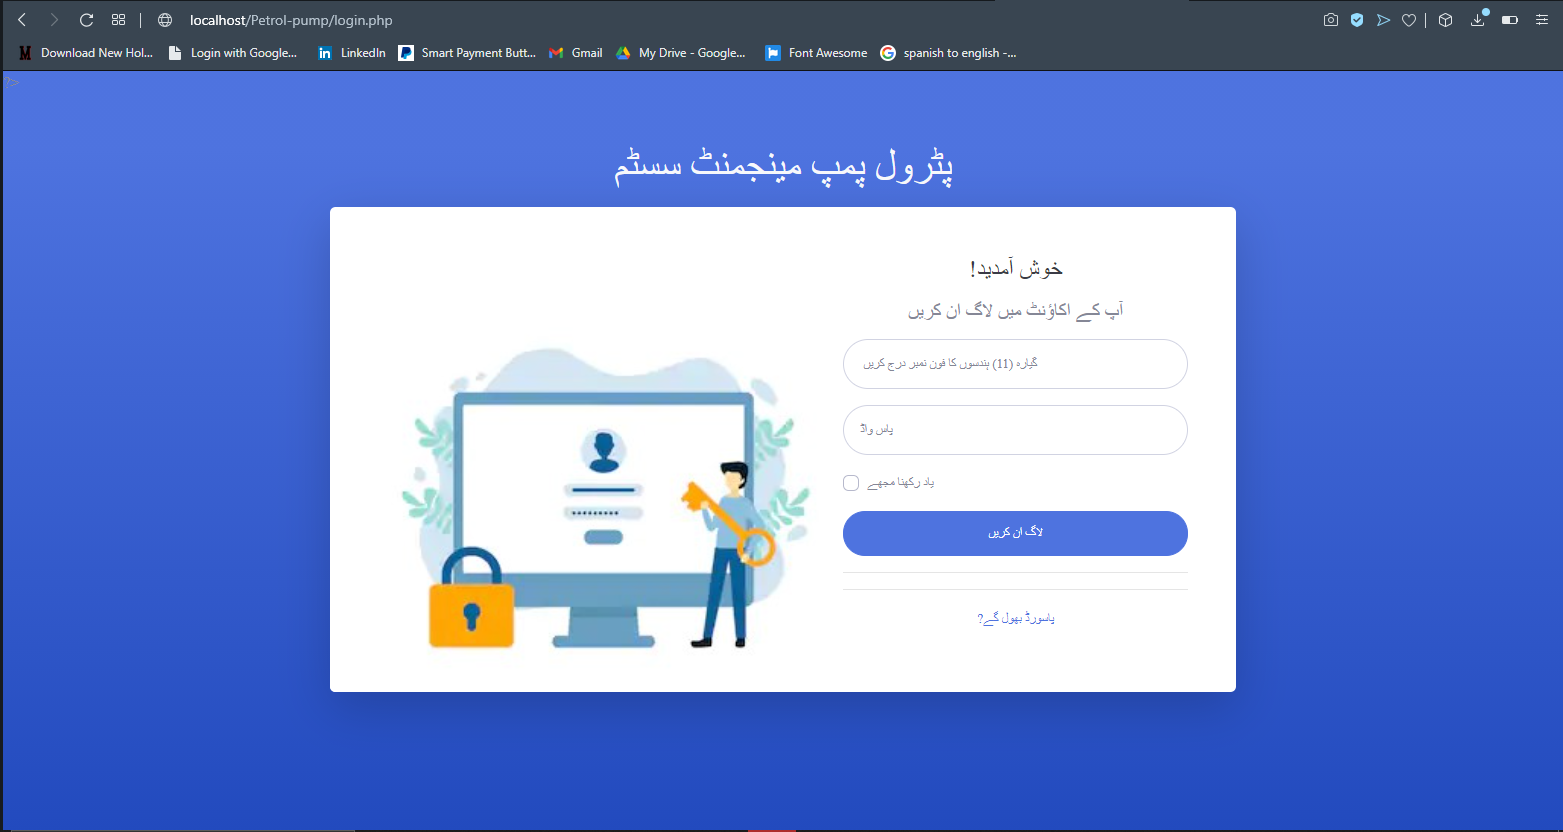 localhost/Petrol-pump/login.php
Download New Hol...
Login with Google...
LinkedIn
Smart Payment Butt...
Gmail
My Drive - Google...
Font Awesome
spanish to english -...
?>
پٹرول پمپ مینجمنٹ سسٹم
خوش آمدید!
آپ کے اکاؤنٹ میں لاگ ان کریں
گیارہ (11) ہندسوں کا فون نمبر درج کریں
پاس واڈ
یاد رکھنا مجھے
لاگ ان کریں
پاسورڈ بھول گے?